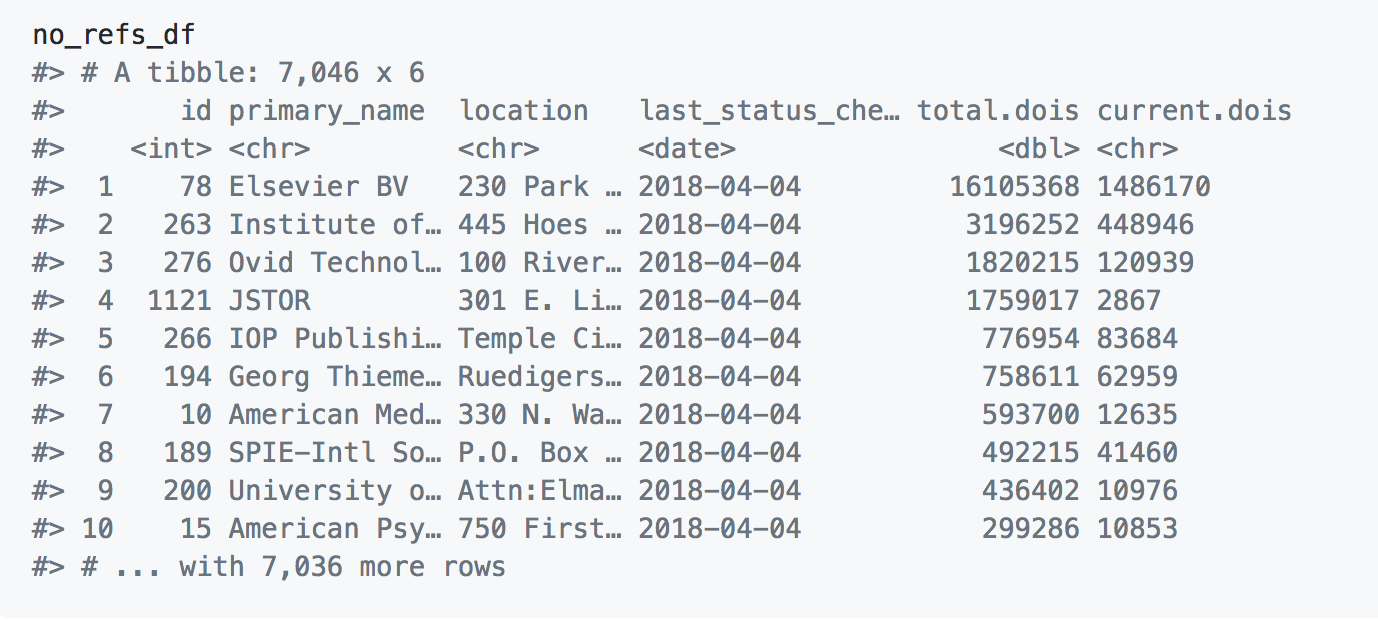 no_refs_df
#> # A tibble: 7,046 x 6
#>       id primary_name  location   last_status_che… total.dois current.dois
#>    <int> <chr>         <chr>      <date>                <dbl> <chr>
#>  1    78 Elsevier BV   230 Park … 2018-04-04         16105368 1486170
#>  2   263 Institute of… 445 Hoes … 2018-04-04          3196252 448946
#>  3   276 Ovid Technol… 100 River… 2018-04-04          1820215 120939
#>  4  1121 JSTOR         301 E. Li… 2018-04-04          1759017 2867
#>  5   266 IOP Publishi… Temple Ci… 2018-04-04           776954 83684
#>  6   194 Georg Thieme… Ruedigers… 2018-04-04           758611 62959
#>  7    10 American Med… 330 N. Wa… 2018-04-04           593700 12635
#>  8   189 SPIE-Intl So… P.O. Box … 2018-04-04           492215 41460
#>  9   200 University o… Attn:Elma… 2018-04-04           436402 10976
#> 10    15 American Psy… 750 First… 2018-04-04           299286 10853
#> # ... with 7,036 more rows